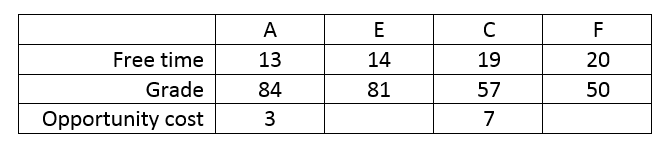 A E C F
Free time 13 14 19 20
Grade 84 81 57 50
Opportunity cost 3 7